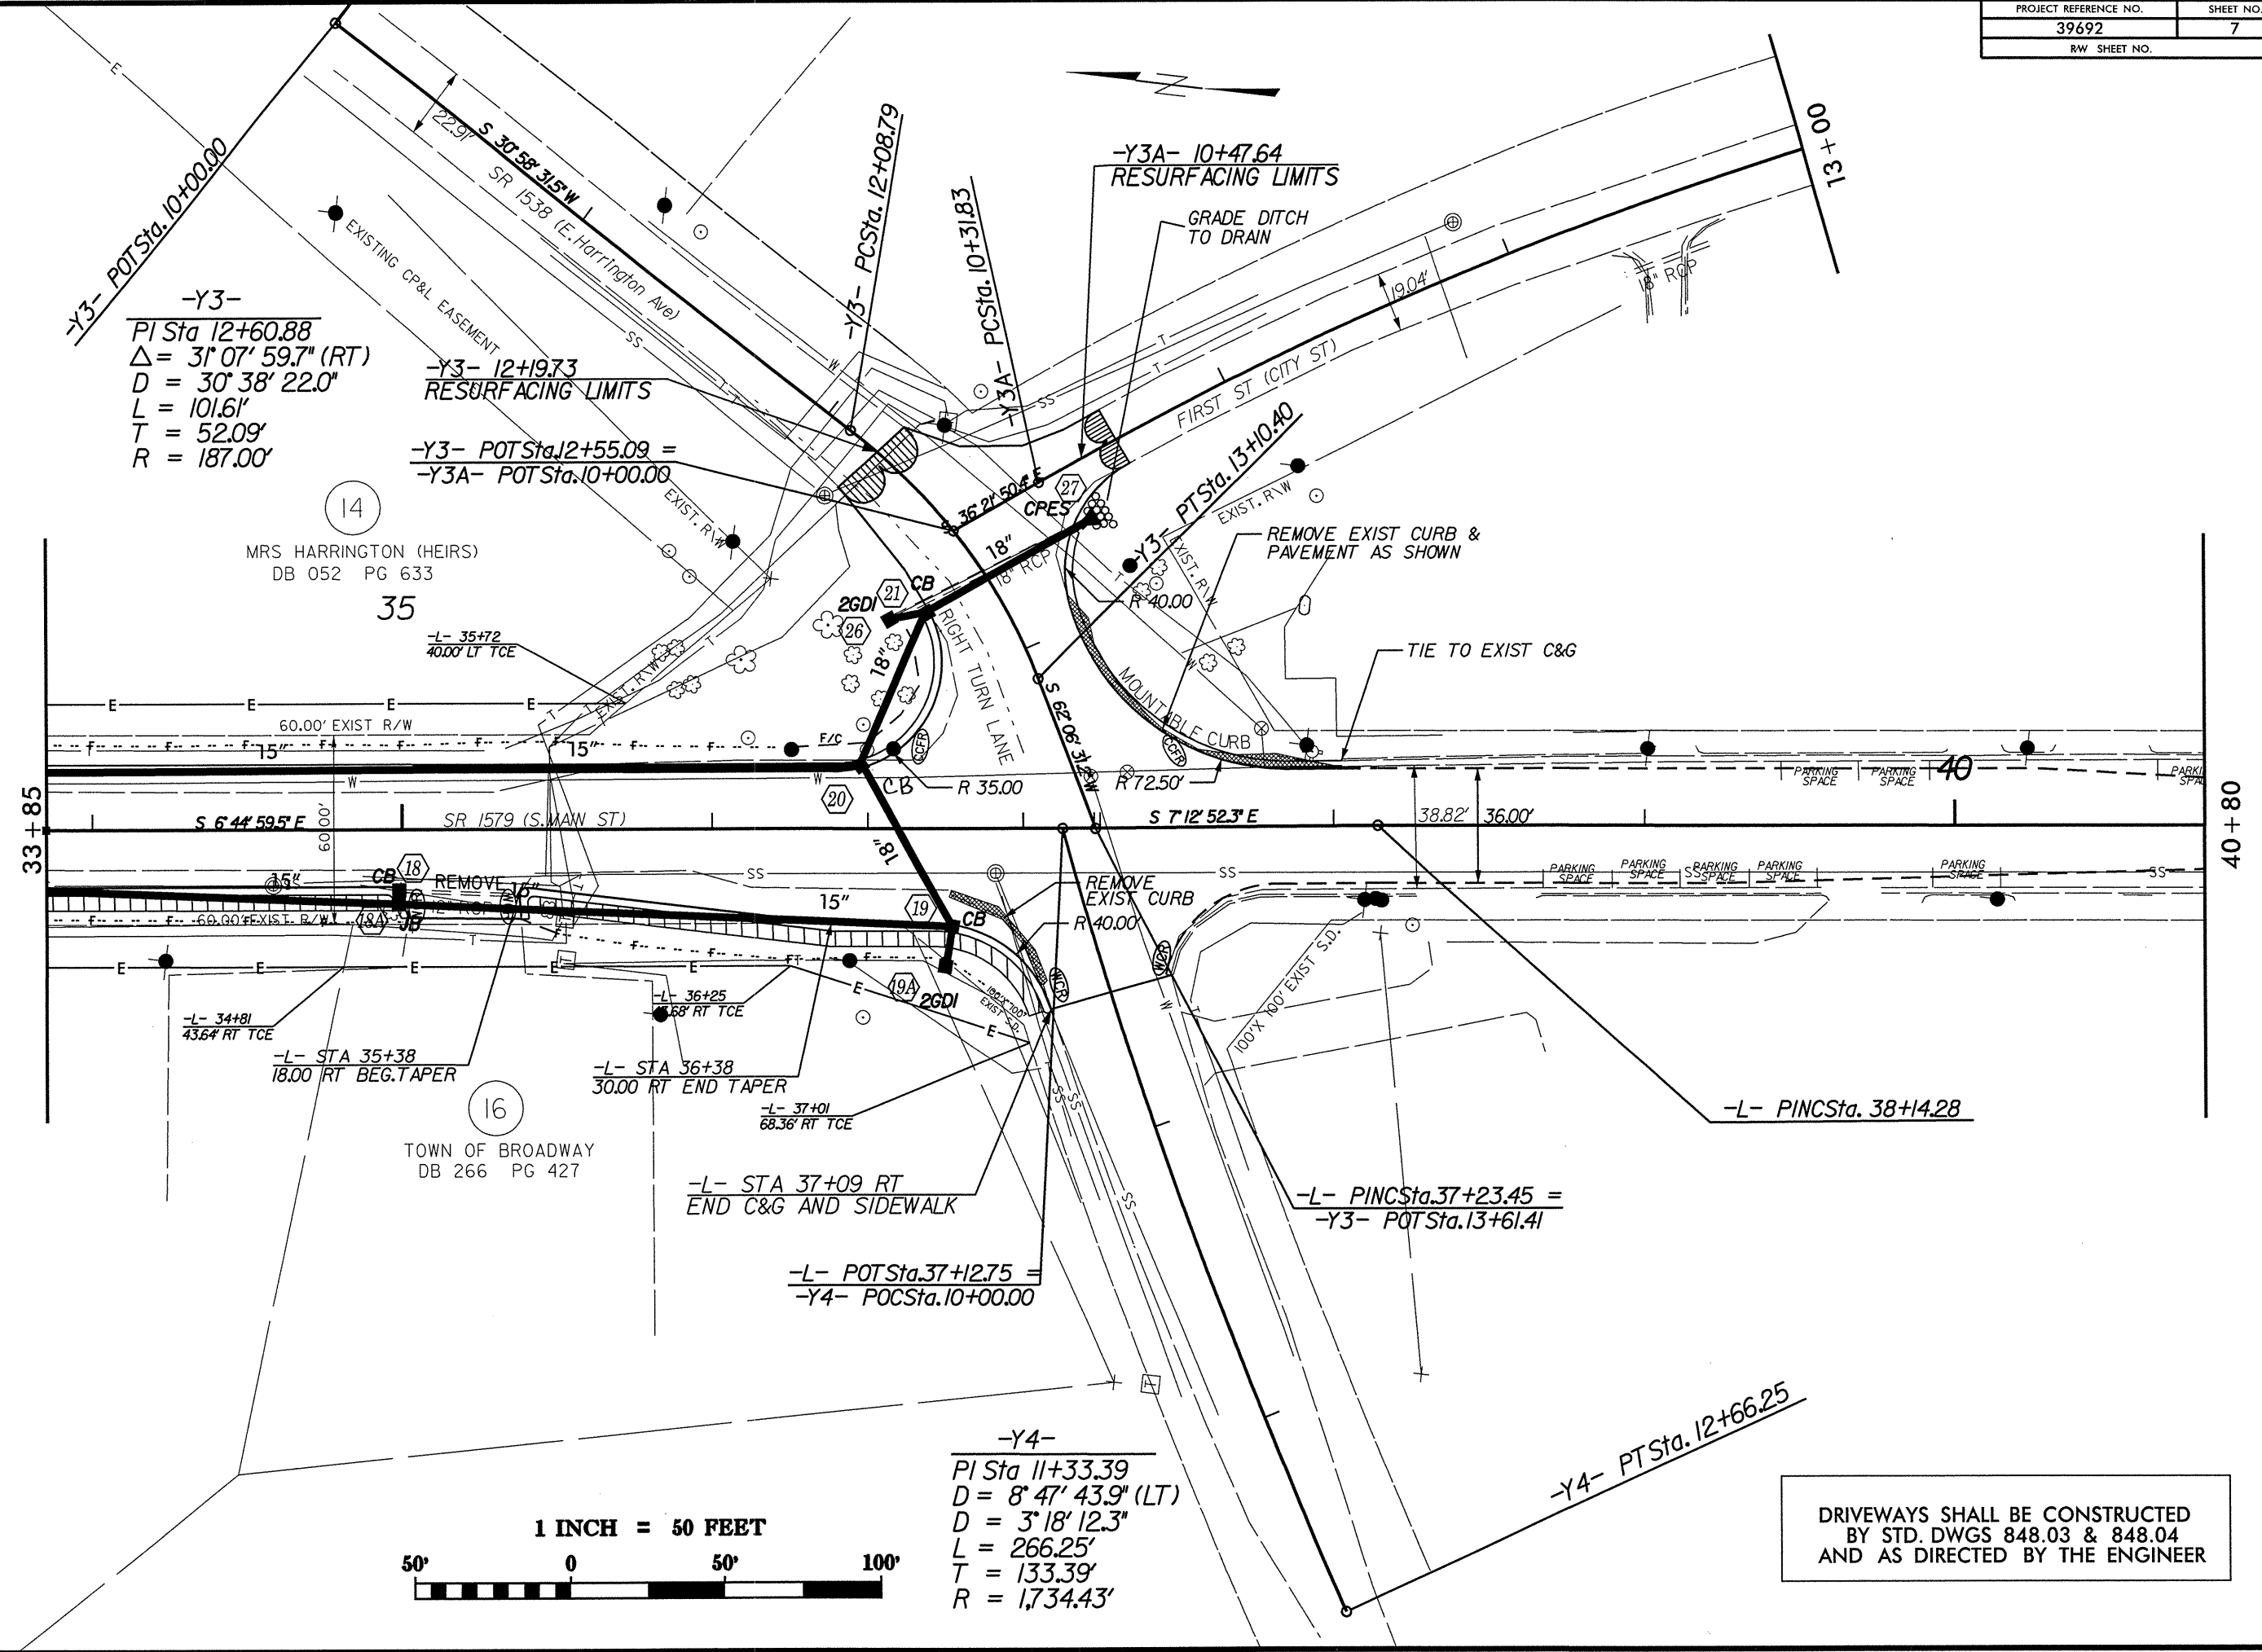 PROJECT REFERENCE NO.
SHEET NO.
39692
7
R/W SHEET NO.
-Y3- POTSta. 10+00.00
22.91'
S 30° 58' 31.5" W
SR 1538 (E. Harrington Ave)
EXISTING CP&L EASEMENT
-Y3- PCSta. 12+08.79
-Y3A- PCSta. 10+31.83
-Y3A- 10+47.64
RESURFACING LIMITS
GRADE DITCH
TO DRAIN
13+00
18" RCP
19.04'
FIRST ST (CITY ST)
-Y3-
PI Sta 12+60.88
Δ = 31° 07' 59.7" (RT)
D = 30° 38' 22.0"
L = 101.61'
T = 52.09'
R = 187.00'
-Y3- 12+19.73
RESURFACING LIMITS
-Y3- POTSta.12+55.09 =
-Y3A- POTSta.10+00.00
EXIST. R\W
S 36° 21' 50.4" E
CPES
27
-Y3- PTSta. 13+10.40
EXIST. R\W
EXIST. R\W
REMOVE EXIST CURB &
PAVEMENT AS SHOWN
14
MRS HARRINGTON (HEIRS)
DB 052 PG 633
35
18"
18" RCP
CB
21
2GDI
26
R 40.00
-L- 35+72
40.00' LT TCE
EXIST. R\W
18"
RIGHT TURN LANE
S 62° 06' 31.2" W
MOUNTABLE CURB
TIE TO EXIST C&G
E E E E
60.00' EXIST R/W
15"
15"
F/C
CCFR
CCFR
R 35.00
R 72.50'
CB
20
PARKING
SPACE
PARKING
SPACE
40
33+85
60.00'
S 6° 44' 59.5" E
SR 1579 (S. MAIN ST)
S 7° 12' 52.3" E
38.82'
36.00'
40+80
18"
15"
CB
18
REMOVE
15"
15"
SS
SS
SS
PARKING
SPACE
PARKING
SPACE
PARKING
SPACE
PARKING
SPACE
PARKING
SPACE
60.00' EXIST R/W
18A
JB
19
CB
REMOVE
EXIST CURB
R 40.00'
WCR
WCR
100'X 100' EXIST S.D.
19A
2GDI
100'X 100'
EXIST S.D.
-L- 34+81
43.64' RT TCE
-L- 36+25
-L- STA 35+38
18.00 RT BEG.TAPER
-L- STA 36+38
30.00 RT END TAPER
-L- 37+01
68.36' RT TCE
16
TOWN OF BROADWAY
DB 266 PG 427
-L- PINCSta. 38+14.28
-L- STA 37+09 RT
END C&G AND SIDEWALK
-L- PINCSta.37+23.45 =
-Y3- POTSta.13+61.41
-L- POTSta.37+12.75 =
-Y4- POCSta.10+00.00
-Y4- PTSta. 12+66.25
-Y4-
PI Sta 11+33.39
D = 8° 47' 43.9" (LT)
D = 3° 18' 12.3"
L = 266.25'
T = 133.39'
R = 1,734.43'
1 INCH = 50 FEET
50' 0 50' 100'
DRIVEWAYS SHALL BE CONSTRUCTED
BY STD. DWGS 848.03 & 848.04
AND AS DIRECTED BY THE ENGINEER